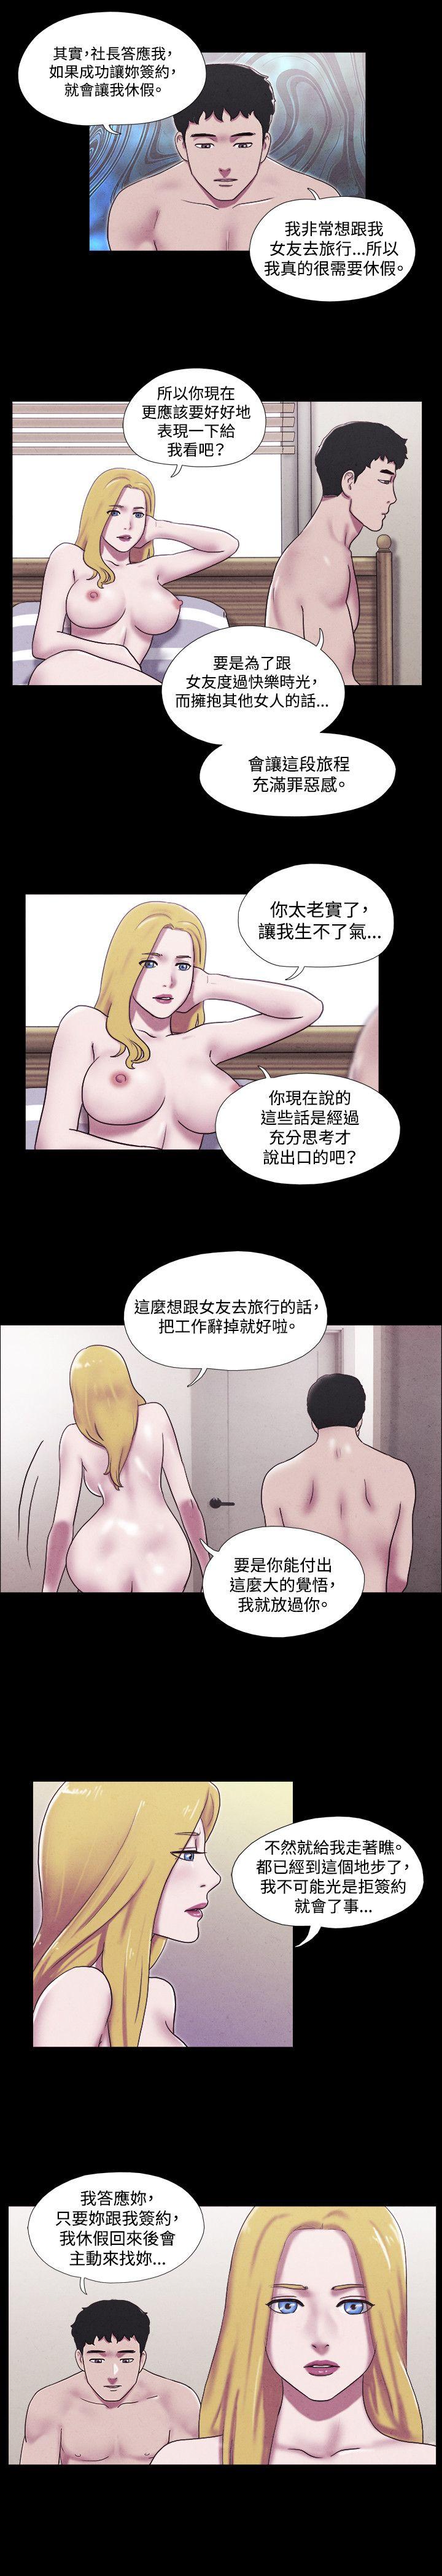 其實,社長答應我,
如果成功讓妳簽約,
就會讓我休假。
我非常想跟我
女友去旅行...所以
我真的很需要休假。
所以你現在
更應該要好好地
表現一下給
我看吧?
要是為了跟
女友度過快樂時光,
而擁抱其他女人的話...
會讓這段旅程
充滿罪惡感。
你太老實了,
讓我生不了氣...
你現在說的
這些話是經過
充分思考才
說出口的吧?
這麼想跟女友去旅行的話,
把工作辭掉就好啦。
要是你能付出
這麼大的覺悟,
我就放過你。
不然就給我走著瞧。
都已經到這個地步了,
我不可能光是拒簽約
就會了事...
我答應妳,
只要妳跟我簽約,
我休假回來後會
主動來找妳...